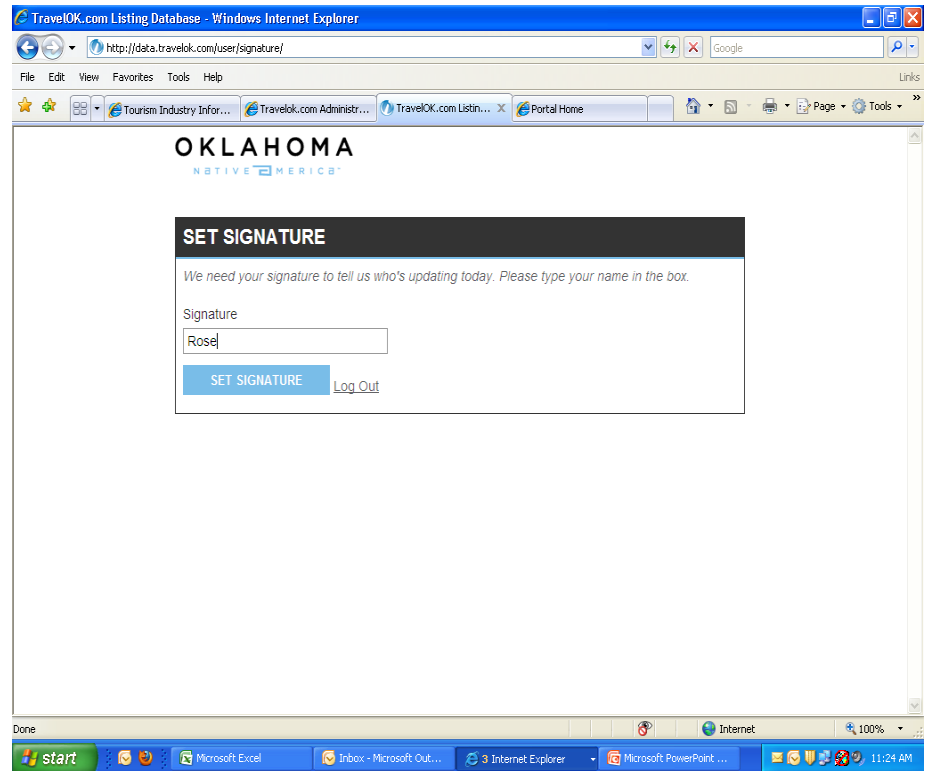 TravelOK.com Listing Database - Windows Internet Explorer
http://data.travelok.com/user/signature/
Google
File Edit View Favorites Tools Help
Links
Tourism Industry Infor...
Travelok.com Administr...
TravelOK.com Listin... X
Portal Home
Page
Tools
»
OKLAHOMA
NATIVE AMERICA
SET SIGNATURE
We need your signature to tell us who's updating today. Please type your name in the box.
Signature
Rose
SET SIGNATURE Log Out
Done
Internet
100%
start
Microsoft Excel
Inbox - Microsoft Out...
3 Internet Explorer
Microsoft PowerPoint ...
11:24 AM